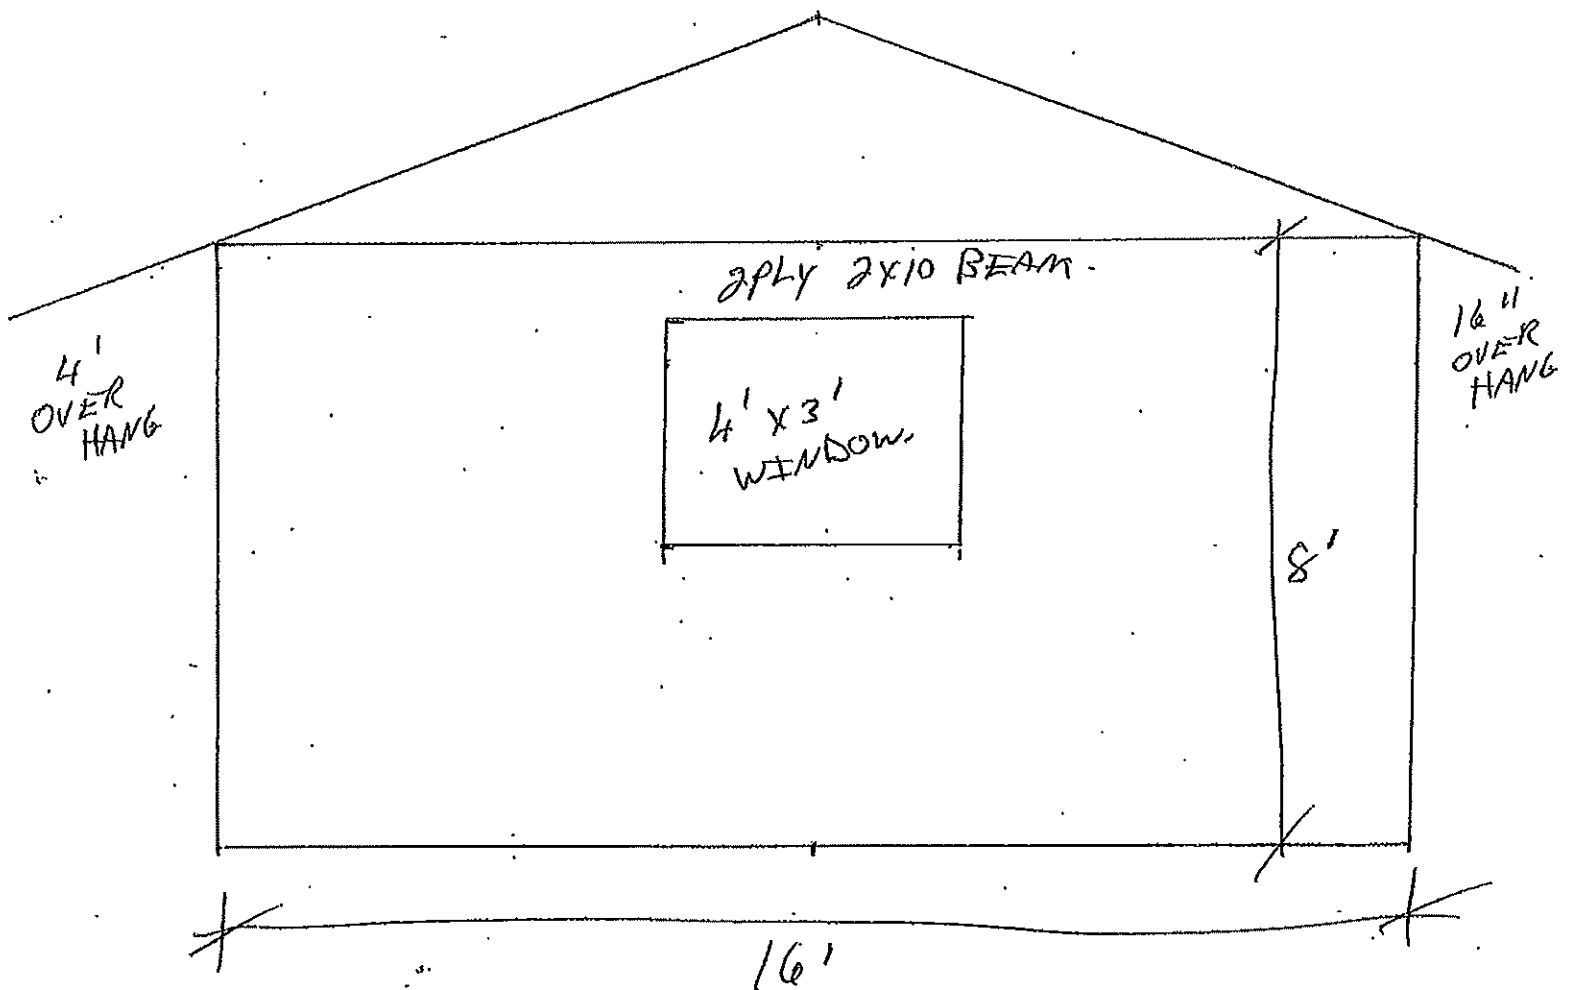 2PLY 2X10 BEAM.
4'
OVER
HANG
16"
OVER
HANG
4' X 3'
WINDOW.
8'
16'